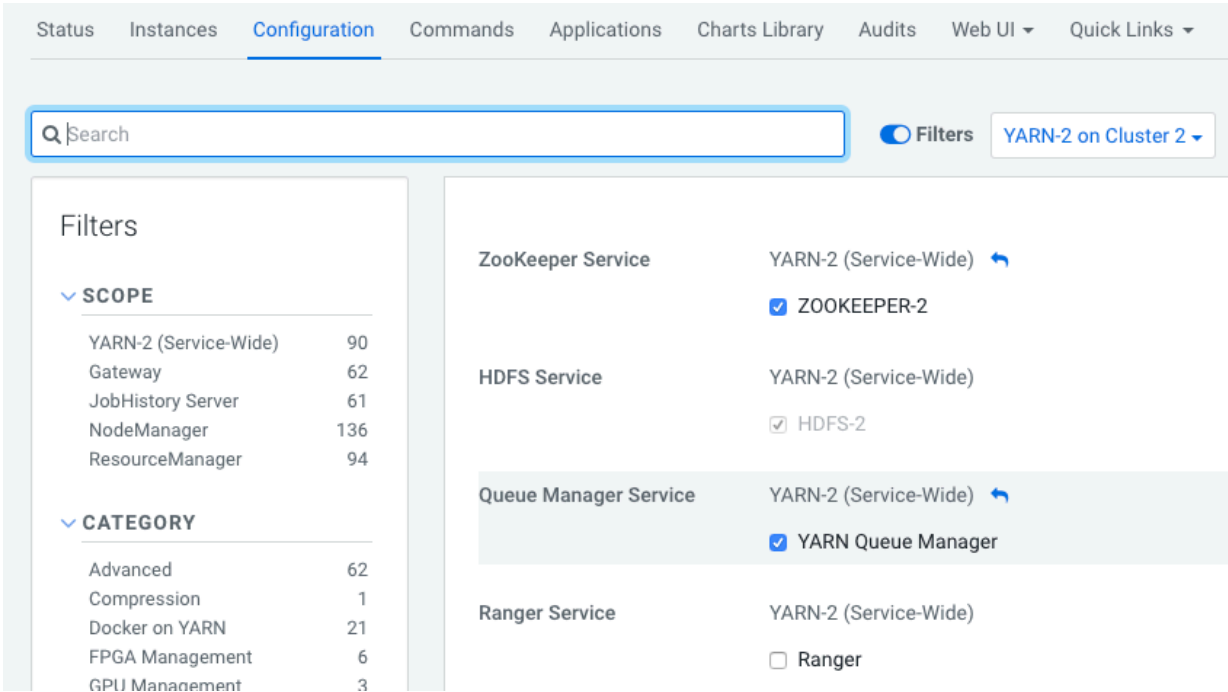 Status Instances Configuration Commands Applications Charts Library Audits Web UI Quick Links
Search
Filters
YARN-2 on Cluster 2
Filters
SCOPE
YARN-2 (Service-Wide) 90
Gateway 62
JobHistory Server 61
NodeManager 136
ResourceManager 94
CATEGORY
Advanced 62
Compression 1
Docker on YARN 21
FPGA Management 6
GPU Management 3
ZooKeeper Service YARN-2 (Service-Wide)
ZOOKEEPER-2
HDFS Service YARN-2 (Service-Wide)
HDFS-2
Queue Manager Service YARN-2 (Service-Wide)
YARN Queue Manager
Ranger Service YARN-2 (Service-Wide)
Ranger